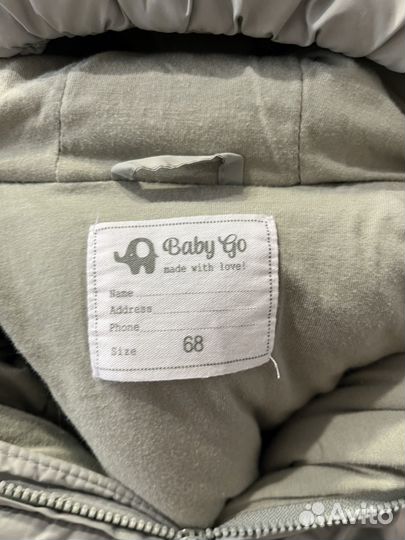 Baby Go
made with love!
Name
Address
Phone
Size 68
Avito